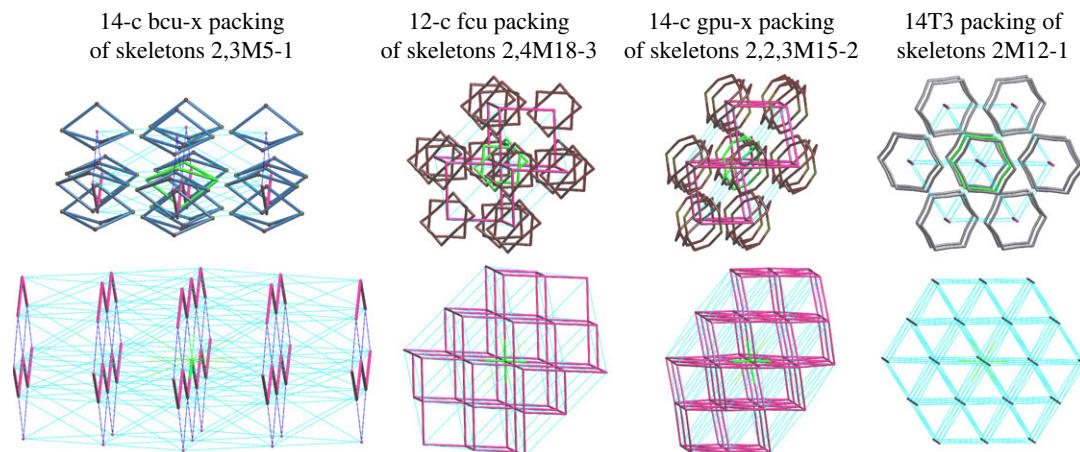 14-c bcu-x packing
of skeletons 2,3M5-1
12-c fcu packing
of skeletons 2,4M18-3
14-c gpu-x packing
of skeletons 2,2,3M15-2
14T3 packing of
skeletons 2M12-1